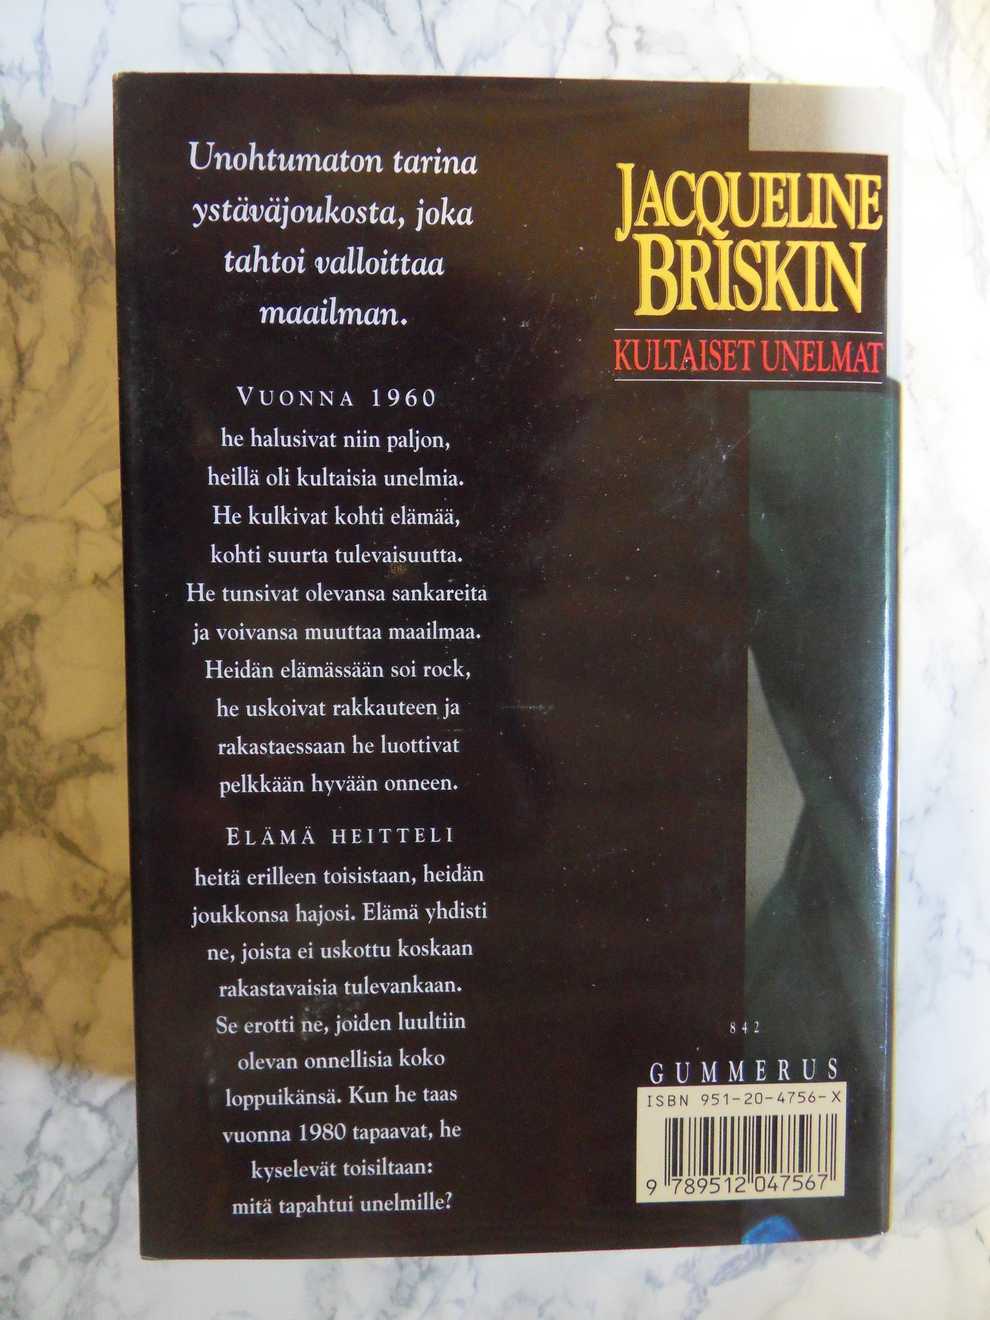 Unohtumaton tarina
ystäväjoukosta, joka
tahtoi valloittaa
maailman.
VUONNA 1960
he halusivat niin paljon,
heillä oli kultaisia unelmia.
He kulkivat kohti elämää,
kohti suurta tulevaisuutta.
He tunsivat olevansa sankareita
ja voivansa muuttaa maailmaa.
Heidän elämässään soi rock,
he uskoivat rakkauteen ja
rakastaessaan he luottivat
pelkkään hyvään onneen.
ELÄMÄ HEITTELI
heitä erilleen toisistaan, heidän
joukkonsa hajosi. Elämä yhdisti
ne, joista ei uskottu koskaan
rakastavaisia tulevankaan.
Se erotti ne, joiden luultiin
olevan onnellisia koko
loppuikänsä. Kun he taas
vuonna 1980 tapaavat, he
kyselevät toisiltaan:
mitä tapahtui unelmille?
JACQUELINE
BRISKIN
KULTAISET UNELMAT
842
GUMMERUS
ISBN 951-20-4756-X
9 789512 047567